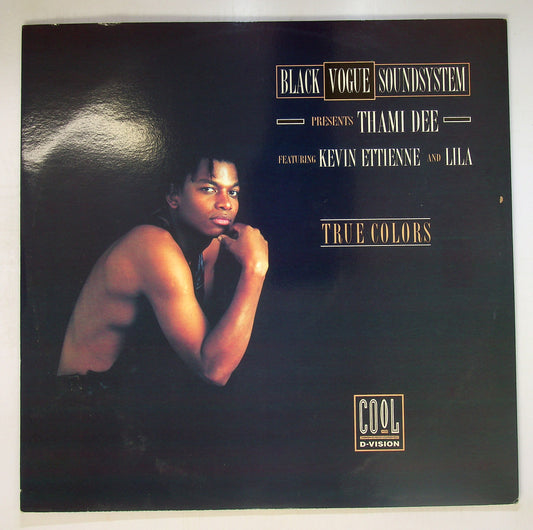 BLACK VOGUE SOUNDSYSTEM
PRESENTS THAMI DEE
FEATURING KEVIN ETTIENNE AND LILA
TRUE COLORS
COOL
D-VISION